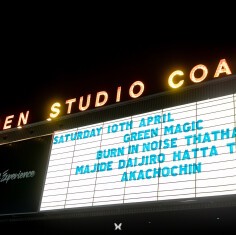 EN STUDIO COA
SATURDAY 10TH APRIL
GREEN MAGIC
BURN IN NOISE THATHA
MAJIDE DAIJIRO HATTA T
AKACHOCHIN
Experience